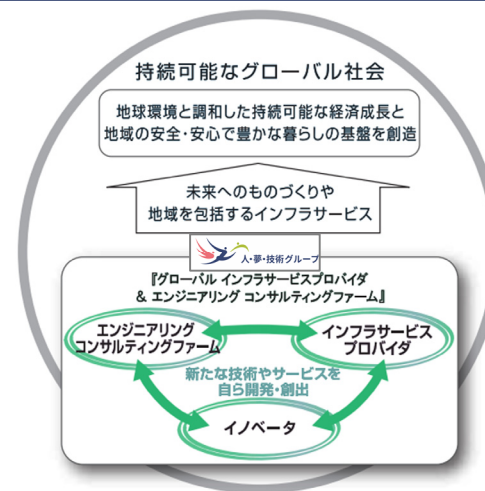 持続可能なグローバル社会
地球環境と調和した持続可能な経済成長と
地域の安全・安心で豊かな暮らしの基盤を創造
未来へのものづくりや
地域を包括するインフラサービス
人・夢・技術グループ
『グローバル インフラサービスプロバイダ
& エンジニアリング コンサルティングファーム』
エンジニアリング
コンサルティングファーム
インフラサービス
プロバイダ
新たな技術やサービスを
自ら開発・創出
イノベータ